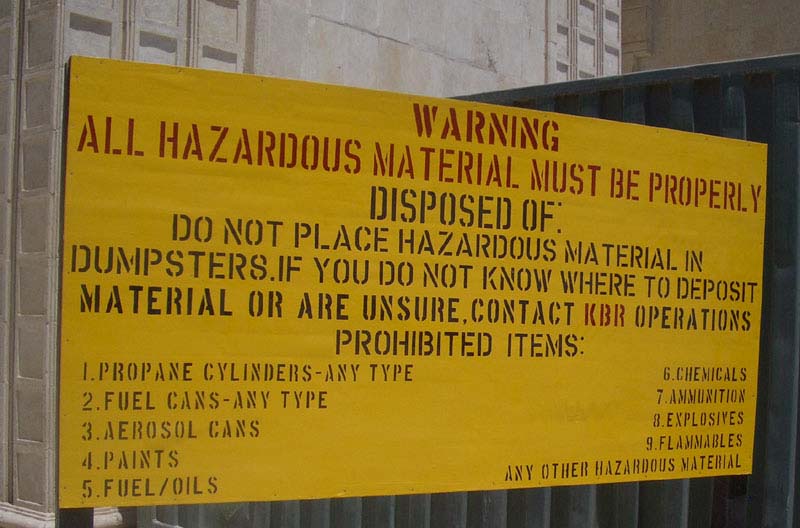 WARNING
ALL HAZARDOUS MATERIAL MUST BE PROPERLY
DISPOSED OF:
DO NOT PLACE HAZARDOUS MATERIAL IN
DUMPSTERS.IF YOU DO NOT KNOW WHERE TO DEPOSIT
MATERIAL OR ARE UNSURE,CONTACT KBR OPERATIONS
PROHIBITED ITEMS:
1.PROPANE CYLINDERS-ANY TYPE
2.FUEL CANS-ANY TYPE
3.AEROSOL CANS
4.PAINTS
5.FUEL/OILS
6.CHEMICALS
7.AMMUNITION
8.EXPLOSIVES
9.FLAMMABLES
ANY OTHER HAZARDOUS MATERIAL